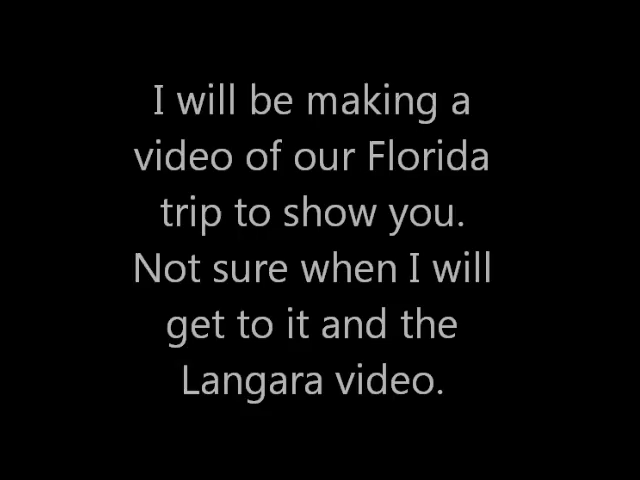 I will be making a
video of our Florida
trip to show you.
Not sure when I will
get to it and the
Langara video.